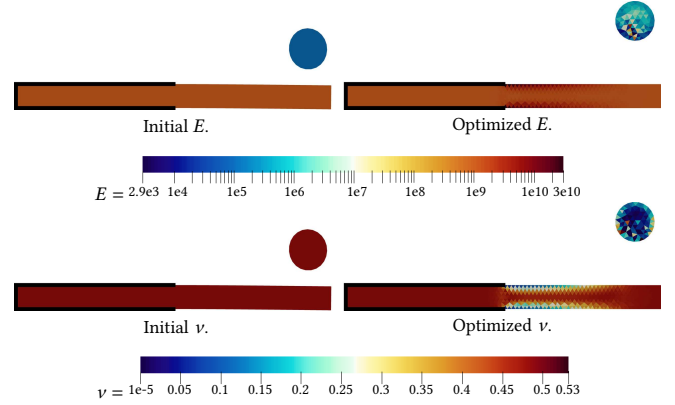 Initial E.
Optimized E.
E = 2.9e3 1e4 1e5 1e6 1e7 1e8 1e9 1e10 3e10
Initial ν.
Optimized ν.
ν = 1e-5 0.05 0.1 0.15 0.2 0.25 0.3 0.35 0.4 0.45 0.5 0.53